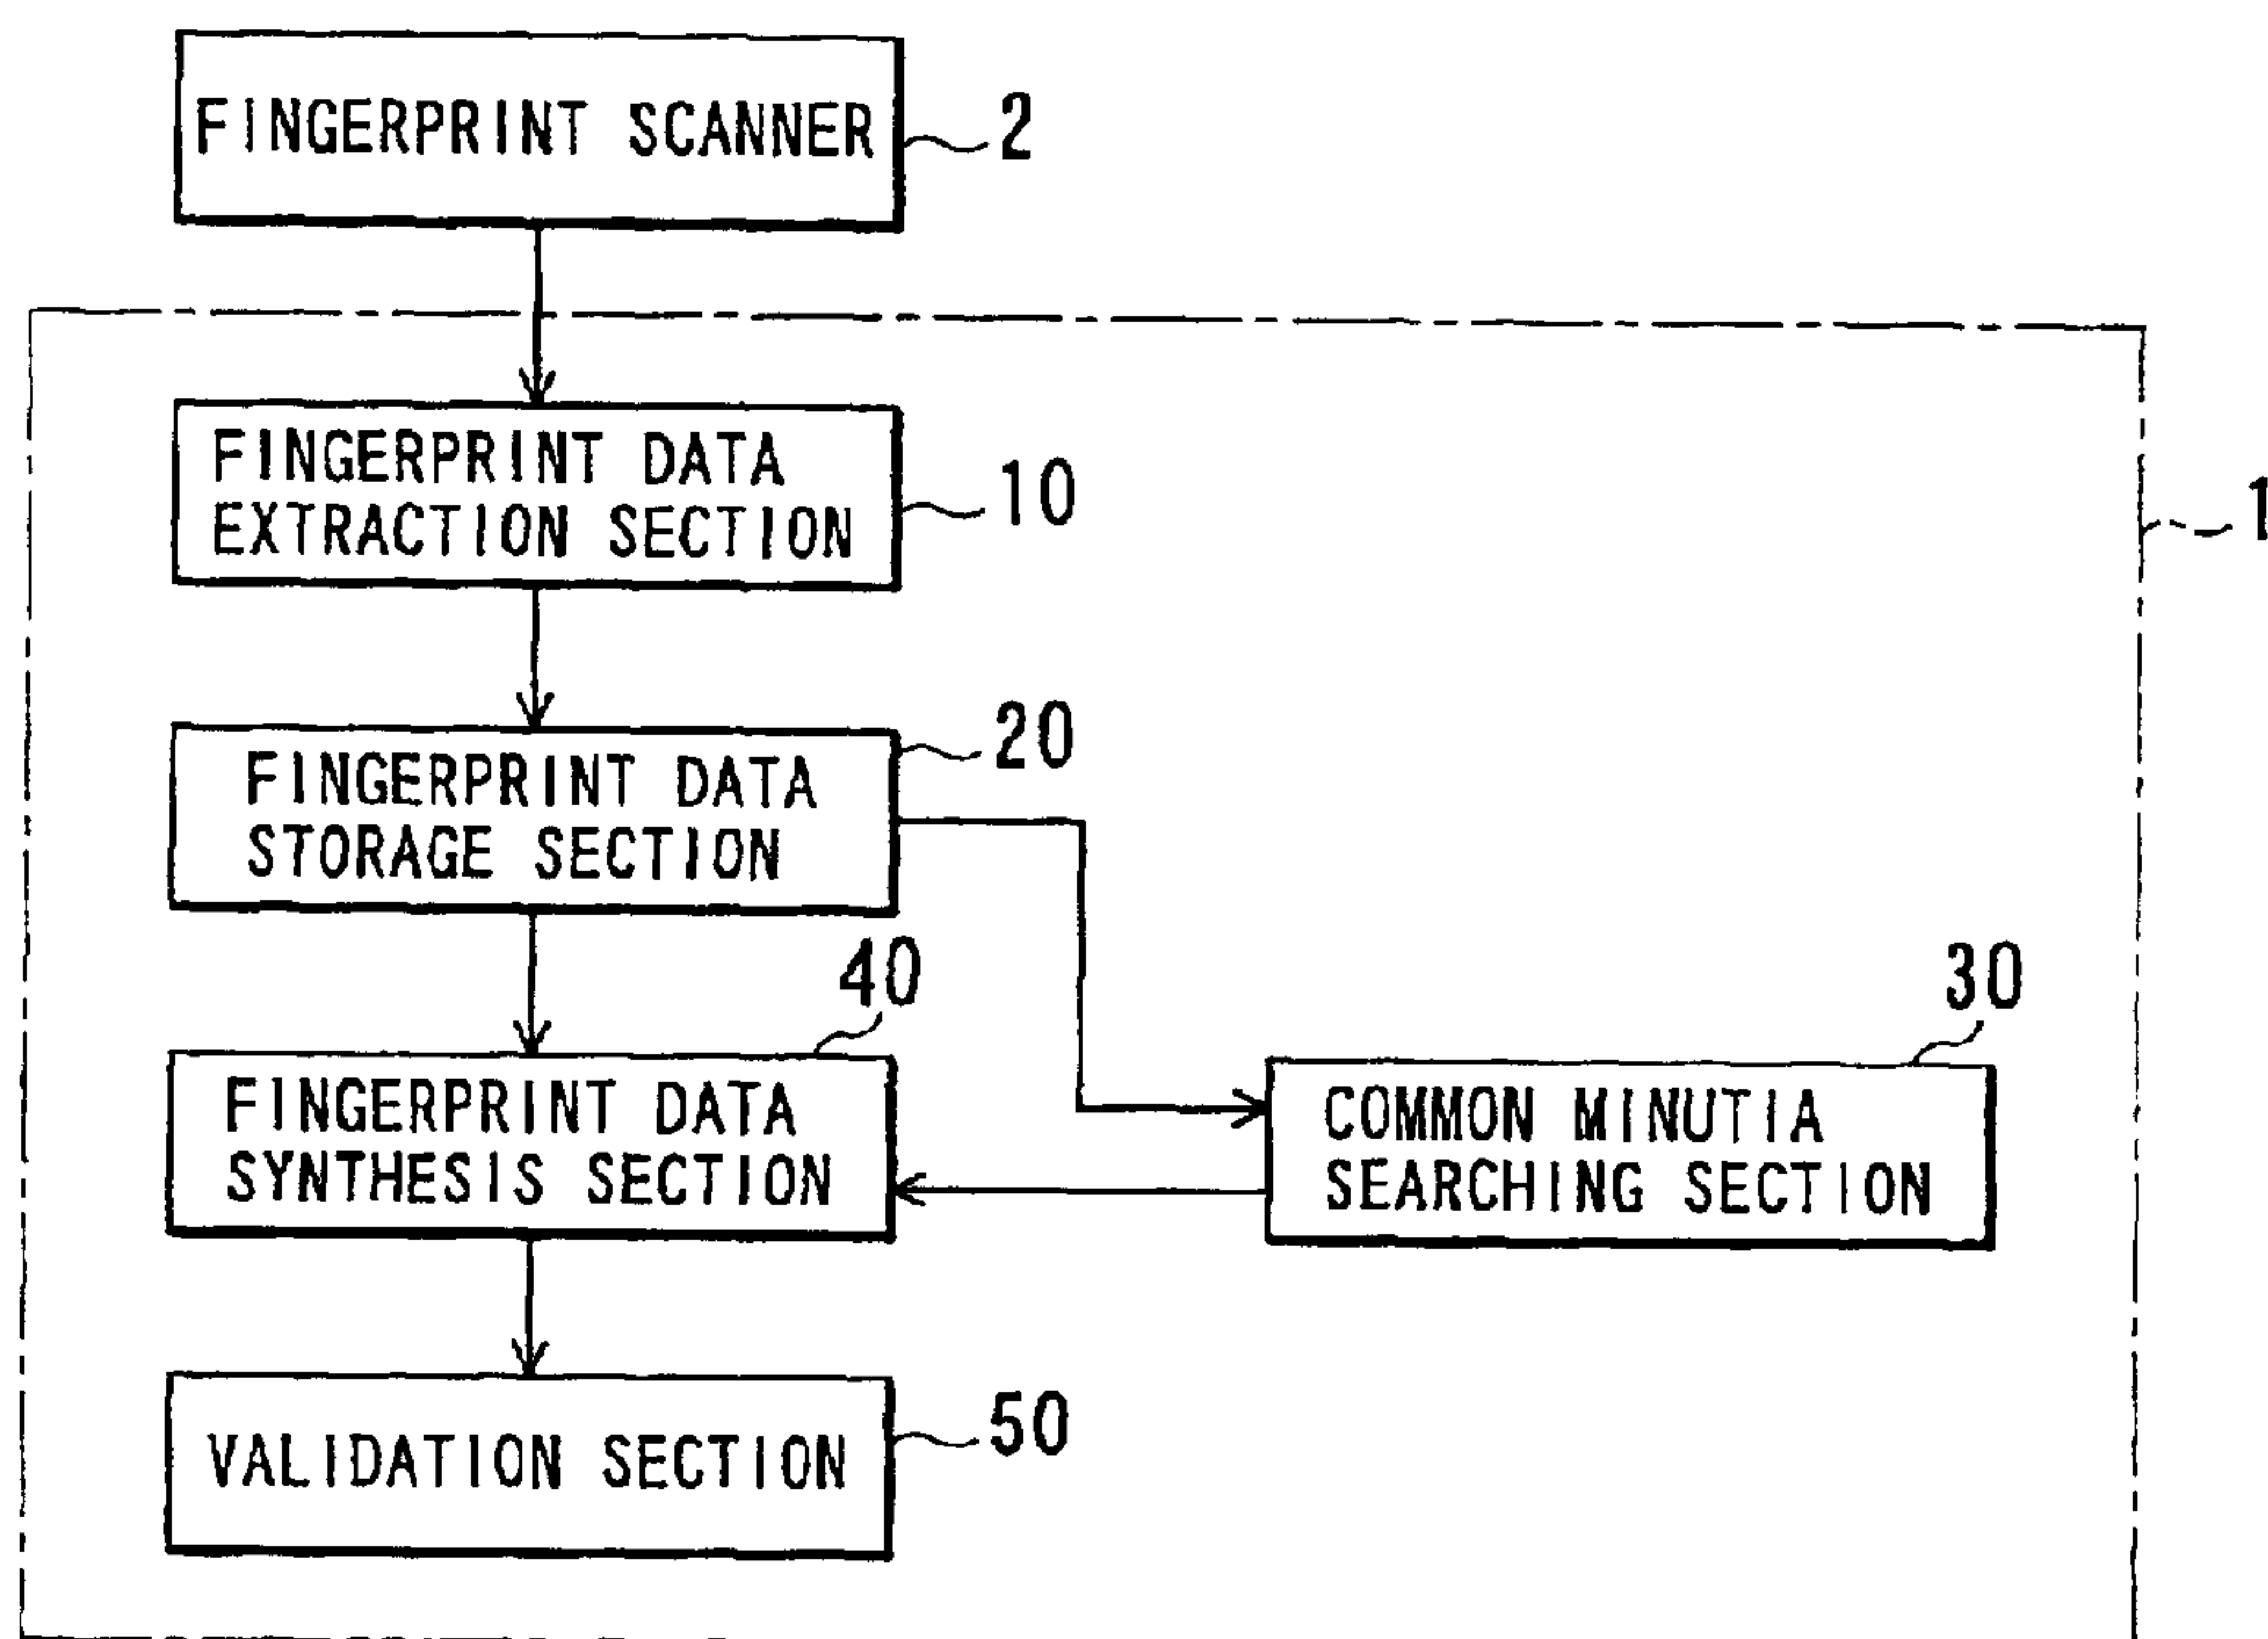 FINGERPRINT SCANNER
2
FINGERPRINT DATA
EXTRACTION SECTION
10
1
FINGERPRINT DATA
STORAGE SECTION
20
40
30
FINGERPRINT DATA
SYNTHESIS SECTION
COMMON MINUTIA
SEARCHING SECTION
VALIDATION SECTION
50